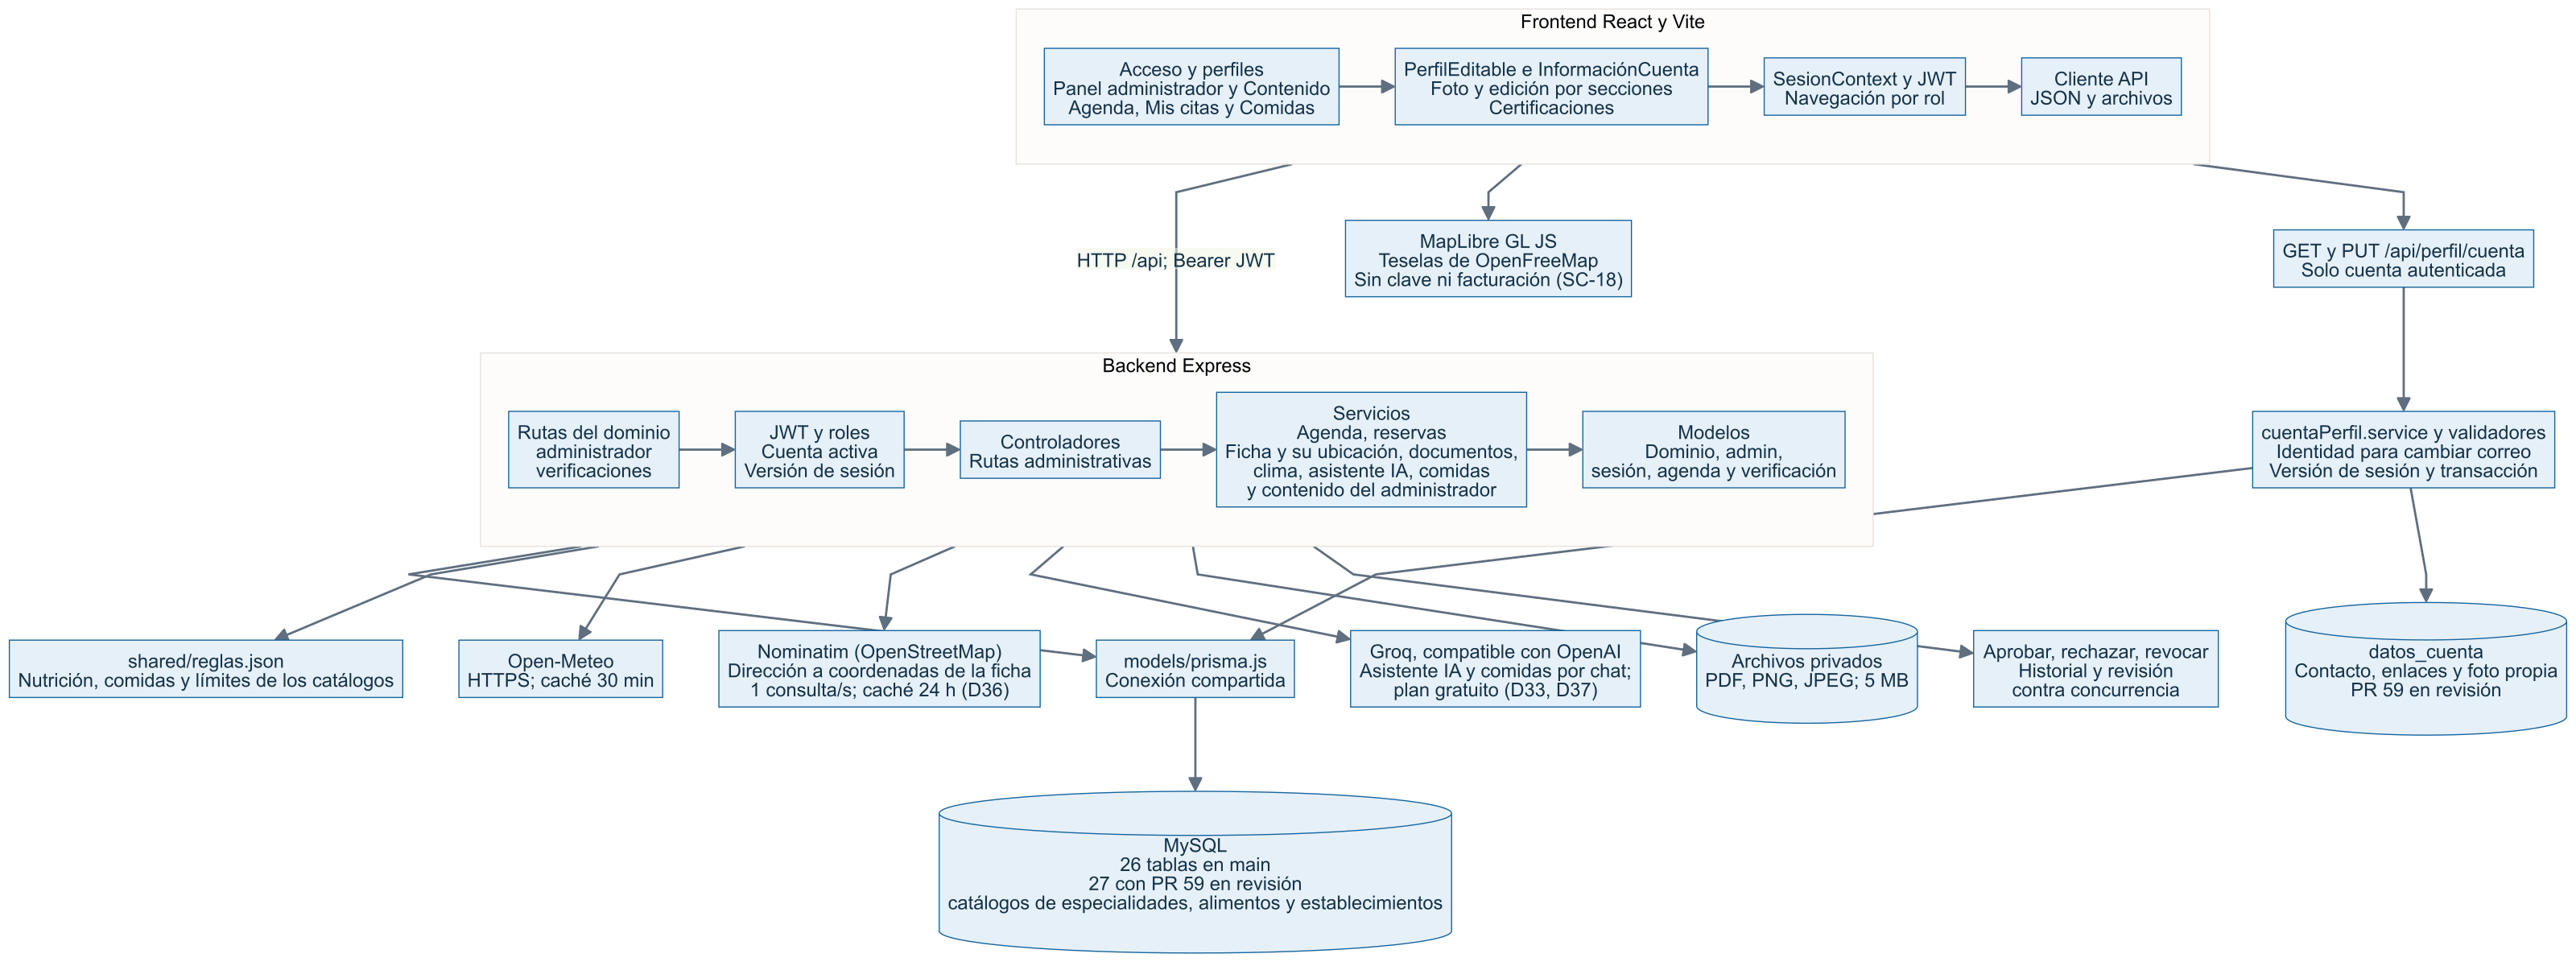 Frontend React y Vite
Acceso y perfiles
Panel administrador y Contenido
Agenda, Mis citas y Comidas
PerfilEditable e InformaciónCuenta
Foto y edición por secciones
Certificaciones
SesionContext y JWT
Navegación por rol
Cliente API
JSON y archivos
HTTP /api; Bearer JWT
MapLibre GL JS
Teselas de OpenFreeMap
Sin clave ni facturación (SC-18)
GET y PUT /api/perfil/cuenta
Solo cuenta autenticada
Backend Express
Rutas del dominio
administrador
verificaciones
JWT y roles
Cuenta activa
Versión de sesión
Controladores
Rutas administrativas
Servicios
Agenda, reservas
Ficha y su ubicación, documentos,
clima, asistente IA, comidas
y contenido del administrador
Modelos
Dominio, admin,
sesión, agenda y verificación
cuentaPerfil.service y validadores
Identidad para cambiar correo
Versión de sesión y transacción
shared/reglas.json
Nutrición, comidas y límites de los catálogos
Open-Meteo
HTTPS; caché 30 min
Nominatim (OpenStreetMap)
Dirección a coordenadas de la ficha
1 consulta/s; caché 24 h (D36)
models/prisma.js
Conexión compartida
Groq, compatible con OpenAI
Asistente IA y comidas por chat;
plan gratuito (D33, D37)
Archivos privados
PDF, PNG, JPEG; 5 MB
Aprobar, rechazar, revocar
Historial y revisión
contra concurrencia
datos_cuenta
Contacto, enlaces y foto propia
PR 59 en revisión
MySQL
26 tablas en main
27 con PR 59 en revisión
catálogos de especialidades, alimentos y establecimientos